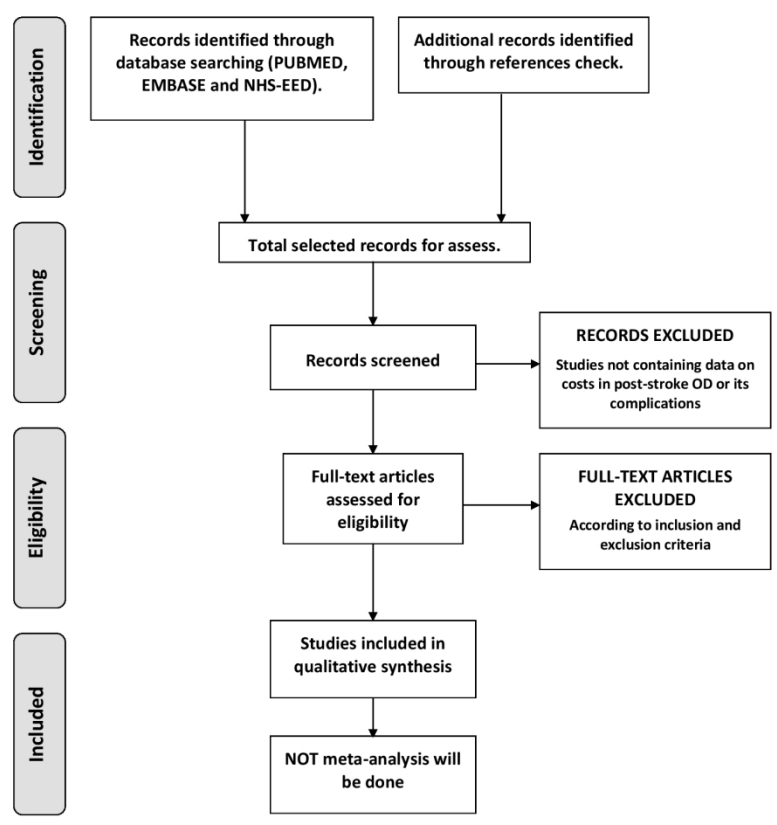 Identification
Records identified through
database searching (PUBMED,
EMBASE and NHS-EED).
Additional records identified
through references check.
Screening
Total selected records for assess.
Records screened
RECORDS EXCLUDED
Studies not containing data on
costs in post-stroke OD or its
complications
Eligibility
Full-text articles
assessed for
eligibility
FULL-TEXT ARTICLES
EXCLUDED
According to inclusion and
exclusion criteria
Included
Studies included in
qualitative synthesis
NOT meta-analysis will
be done